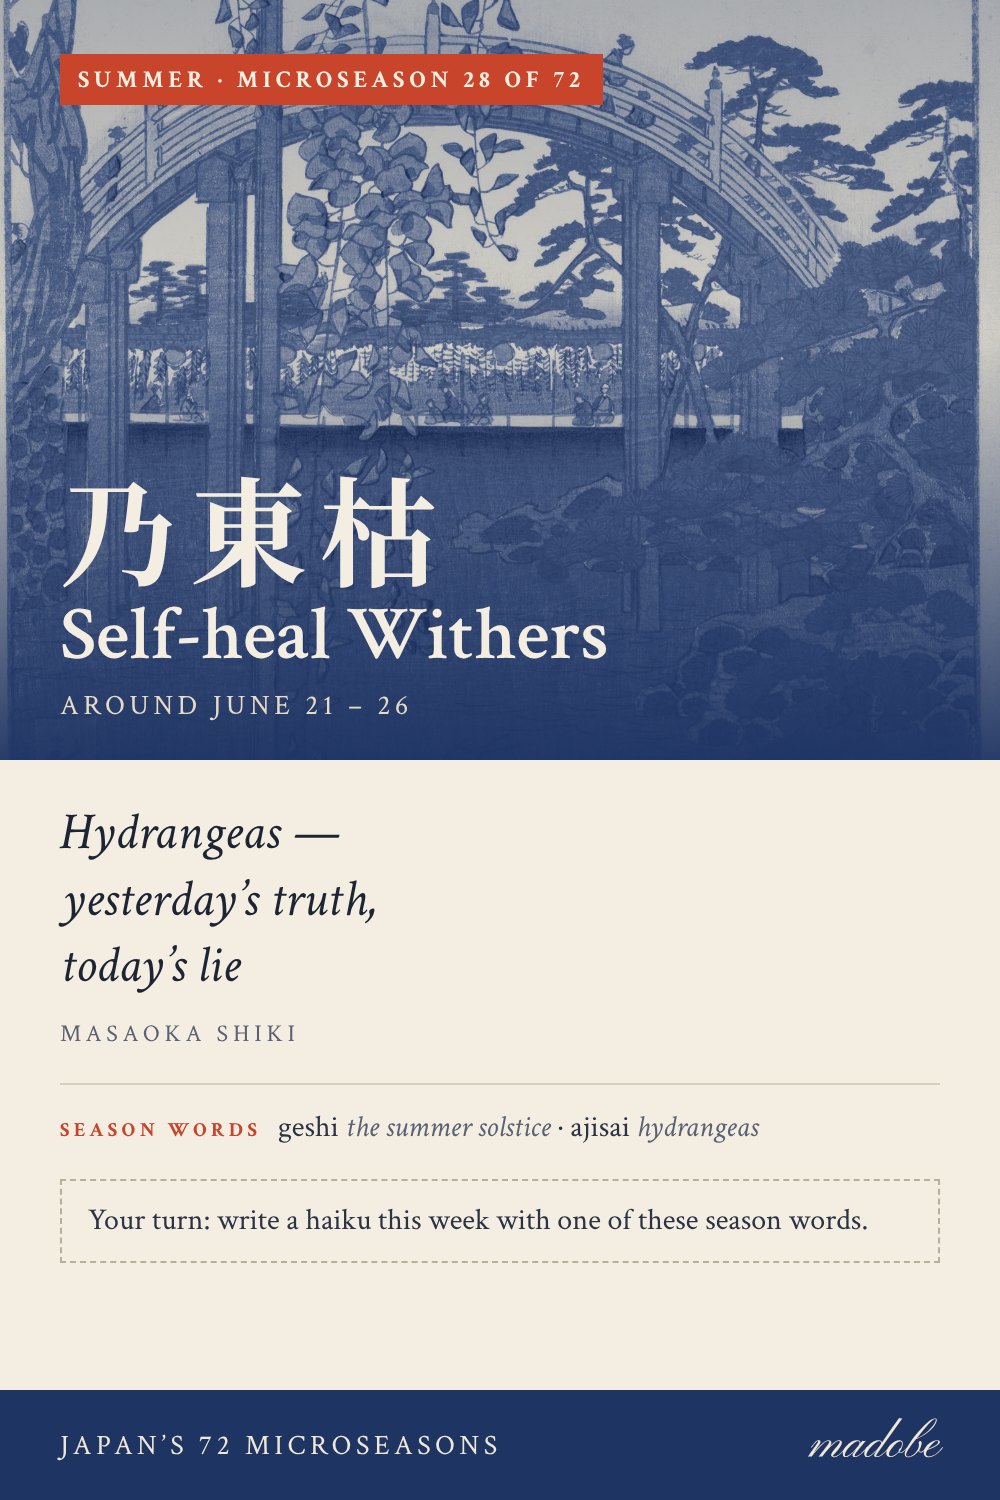 SUMMER · MICROSEASON 28 OF 72
乃東枯
Self-heal Withers
AROUND JUNE 21 – 26
Hydrangeas —
yesterday’s truth,
today’s lie
MASAOKA SHIKI
SEASON WORDS geshi the summer solstice · ajisai hydrangeas
Your turn: write a haiku this week with one of these season words.
JAPAN’S 72 MICROSEASONS
madobe